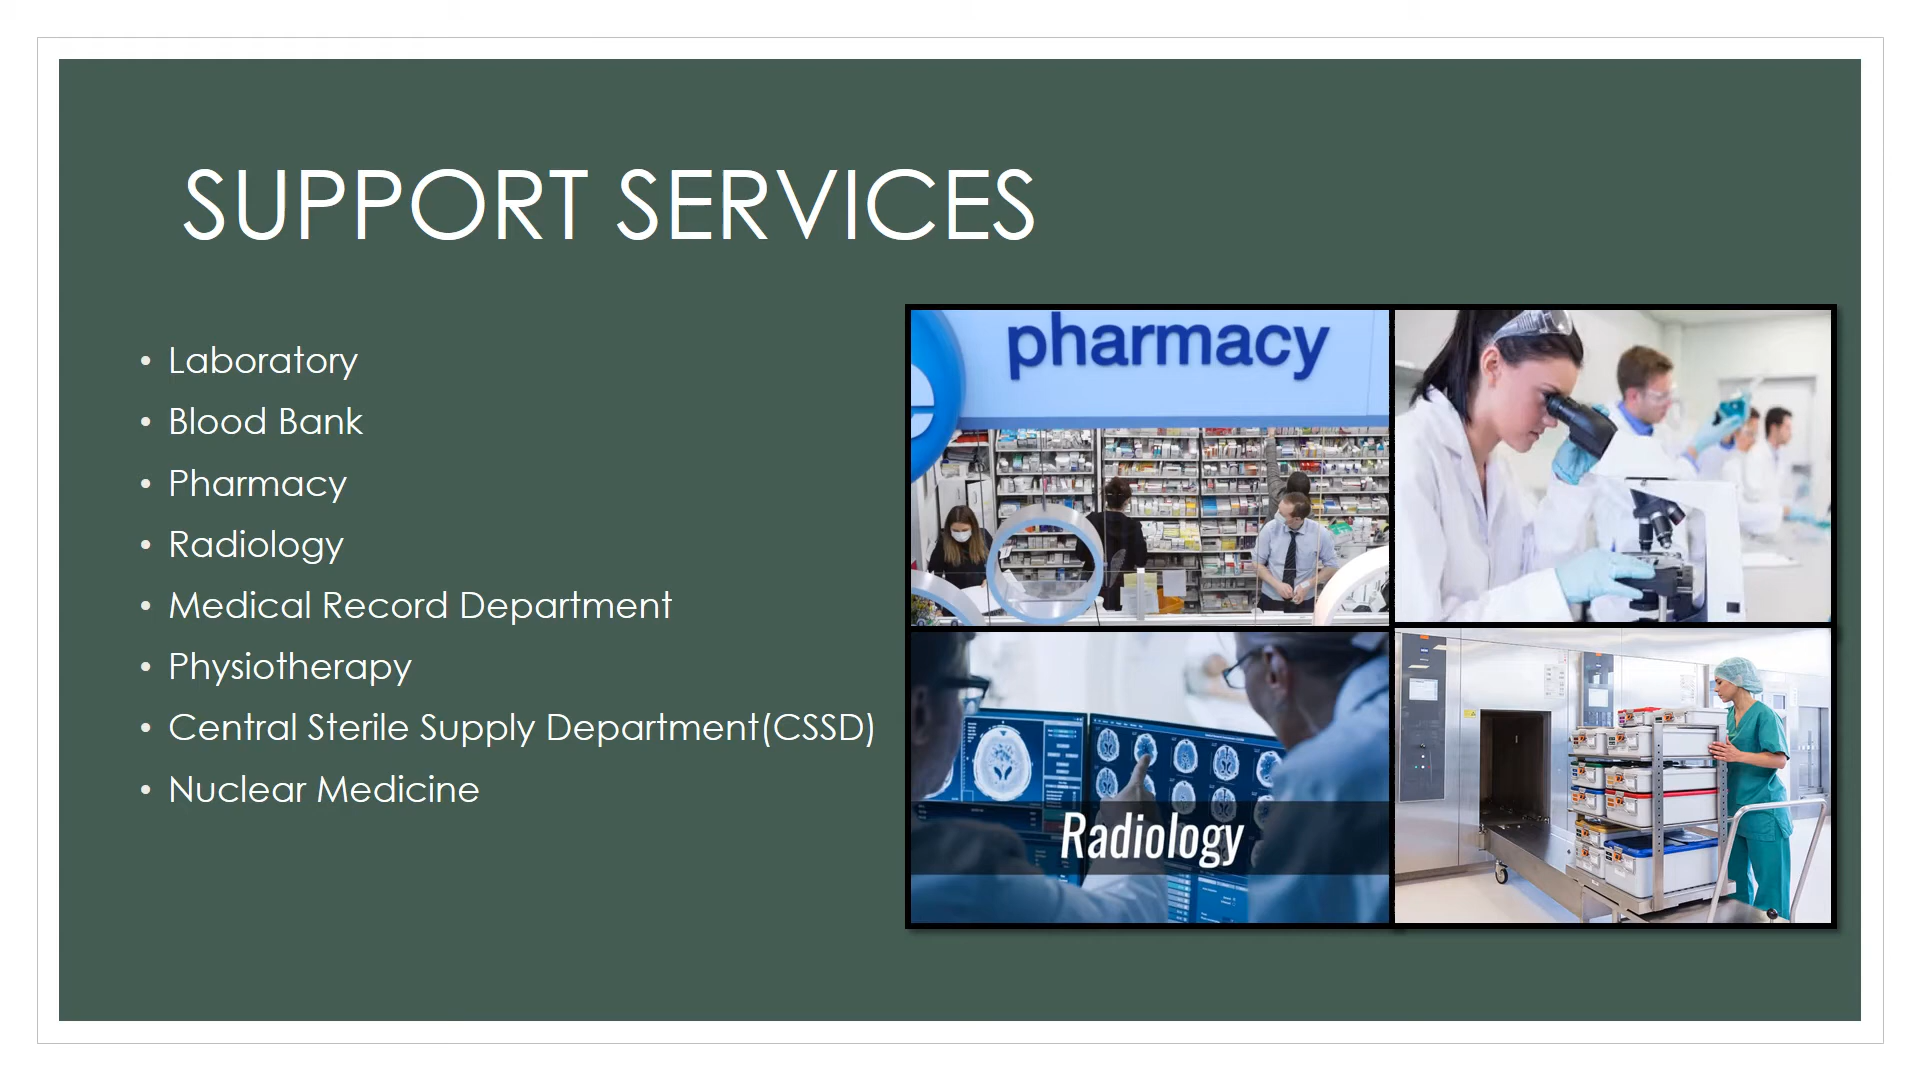 SUPPORT SERVICES
• Laboratory
• Blood Bank
• Pharmacy
• Radiology
• Medical Record Department
• Physiotherapy
• Central Sterile Supply Department(CSSD)
• Nuclear Medicine
pharmacy
Radiology